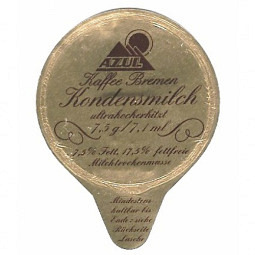 AZUL
Kaffee Bremen
Kondensmilch
ultrahocherhitzt
7,5 g / 7,1 ml
7,5% Fett, 17,5% fettfreie
Milchtrockenmasse
Mindestens
haltbar bis
Ende: siehe
Rückseite
Lasche